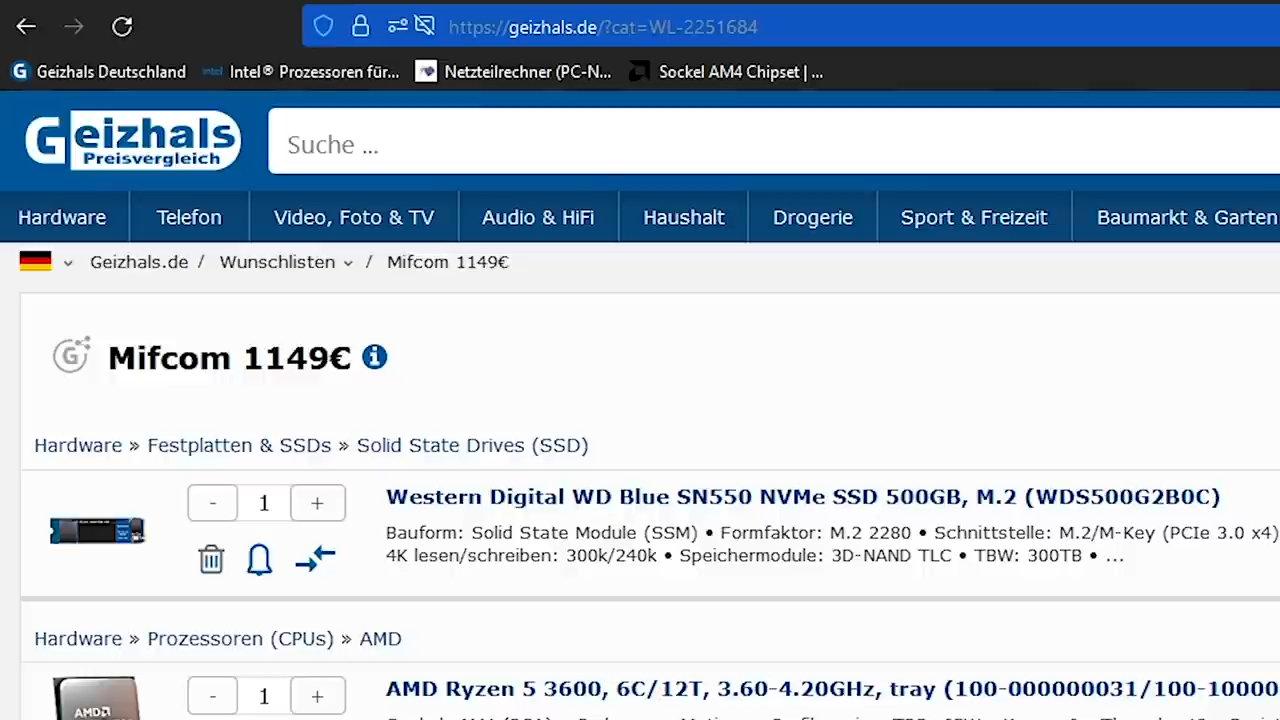 https://geizhals.de/?cat=WL-2251684
Geizhals Deutschland intel Intel® Prozessoren für... Netzteilrechner (PC-N... Sockel AM4 Chipset | ...
Geizhals
Preisvergleich
Suche ...
Hardware Telefon Video, Foto & TV Audio & HiFi Haushalt Drogerie Sport & Freizeit Baumarkt & Garten
Geizhals.de / Wunschlisten / Mifcom 1149€
Mifcom 1149€
Hardware » Festplatten & SSDs » Solid State Drives (SSD)
- 1 + Western Digital WD Blue SN550 NVMe SSD 500GB, M.2 (WDS500G2B0C)
Bauform: Solid State Module (SSM) • Formfaktor: M.2 2280 • Schnittstelle: M.2/M-Key (PCIe 3.0 x4)
4K lesen/schreiben: 300k/240k • Speichermodule: 3D-NAND TLC • TBW: 300TB • ...
Hardware » Prozessoren (CPUs) » AMD
AMD
- 1 + AMD Ryzen 5 3600, 6C/12T, 3.60-4.20GHz, tray (100-000000031/100-10000